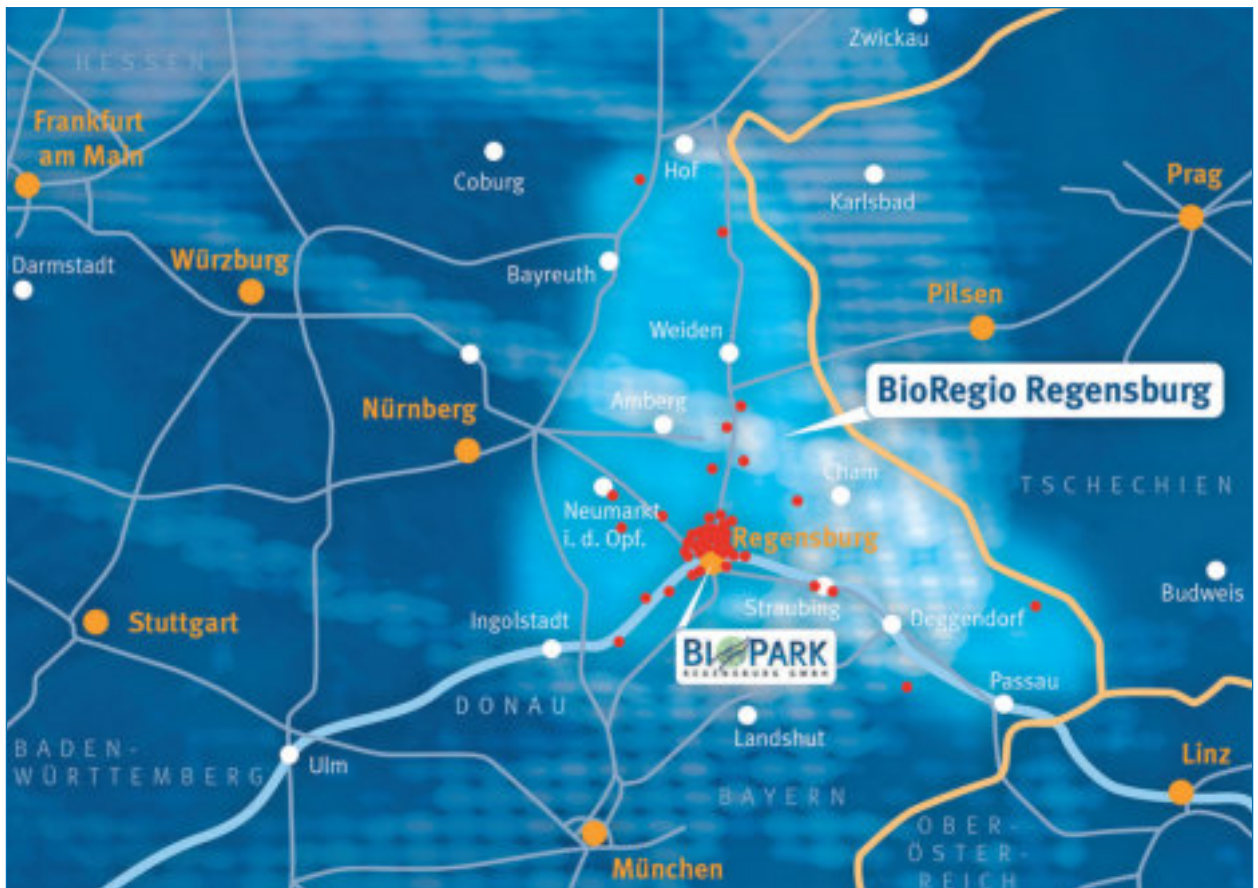 Zwickau
HESSEN
Frankfurt
am Main
Hof
Coburg
Karlsbad
Prag
Darmstadt
Würzburg
Bayreuth
Pilsen
Weiden
BioRegio Regensburg
Amberg
Nürnberg
Cham
TSCHECHIEN
Neumarkt
i. d. Opf.
Regensburg
Budweis
Straubing
Stuttgart
Ingolstadt
Deggendorf
BIOPARK
REGENSBURG GMBH
Passau
DONAU
Landshut
BADEN-
WÜRTTEMBERG
Ulm
Linz
BAYERN
OBER-
ÖSTER-
REICH
München